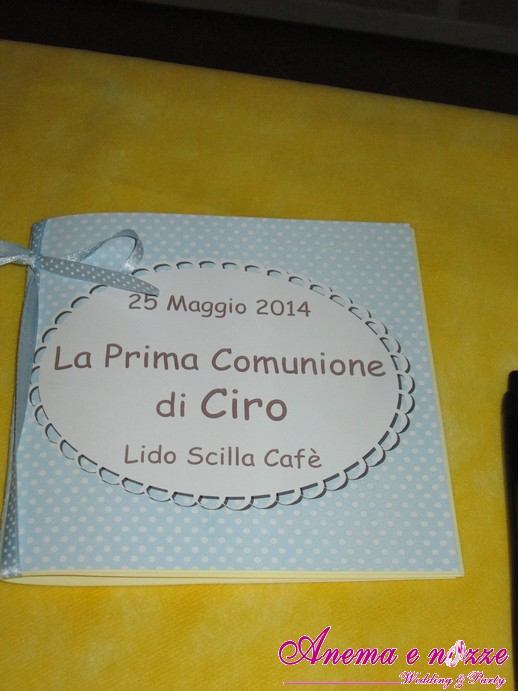 25 Maggio 2014
La Prima Comunione
di Ciro
Lido Scilla Cafè
Anema e nozze
Wedding & Party